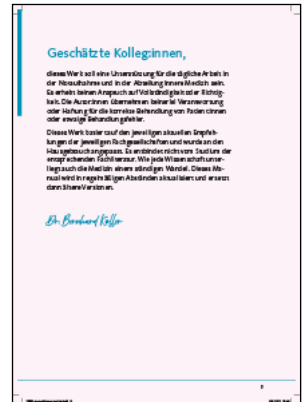 Geschätzte Kolleg:innen,
dieses Werk soll eine Unterstützung für die tägliche Arbeit in
der Notaufnahme und in der Abteilung Innere Medizin sein.
Es erhebt keinen Anspruch auf Vollständigkeit oder Richtig-
keit. Die Autor:innen übernehmen keinerlei Verantwortung
oder Haftung für die korrekte Behandlung von Patient:innen
oder etwaige Behandlungsfehler.
Dieses Werk basiert auf den jeweiligen aktuellen Empfeh-
lungen der jeweiligen Fachgesellschaften und wurde an den
Hausgebrauch angepasst. Es entbindet nicht vom Studium der
entsprechenden Fachliteratur. Wie jede Wissenschaft unter-
liegt auch die Medizin einem ständigen Wandel. Dieses Ma-
nual wird in regelmäßigen Abständen aktualisiert und ersetzt
dann ältere Versionen.
Dr. Bernhard Koller